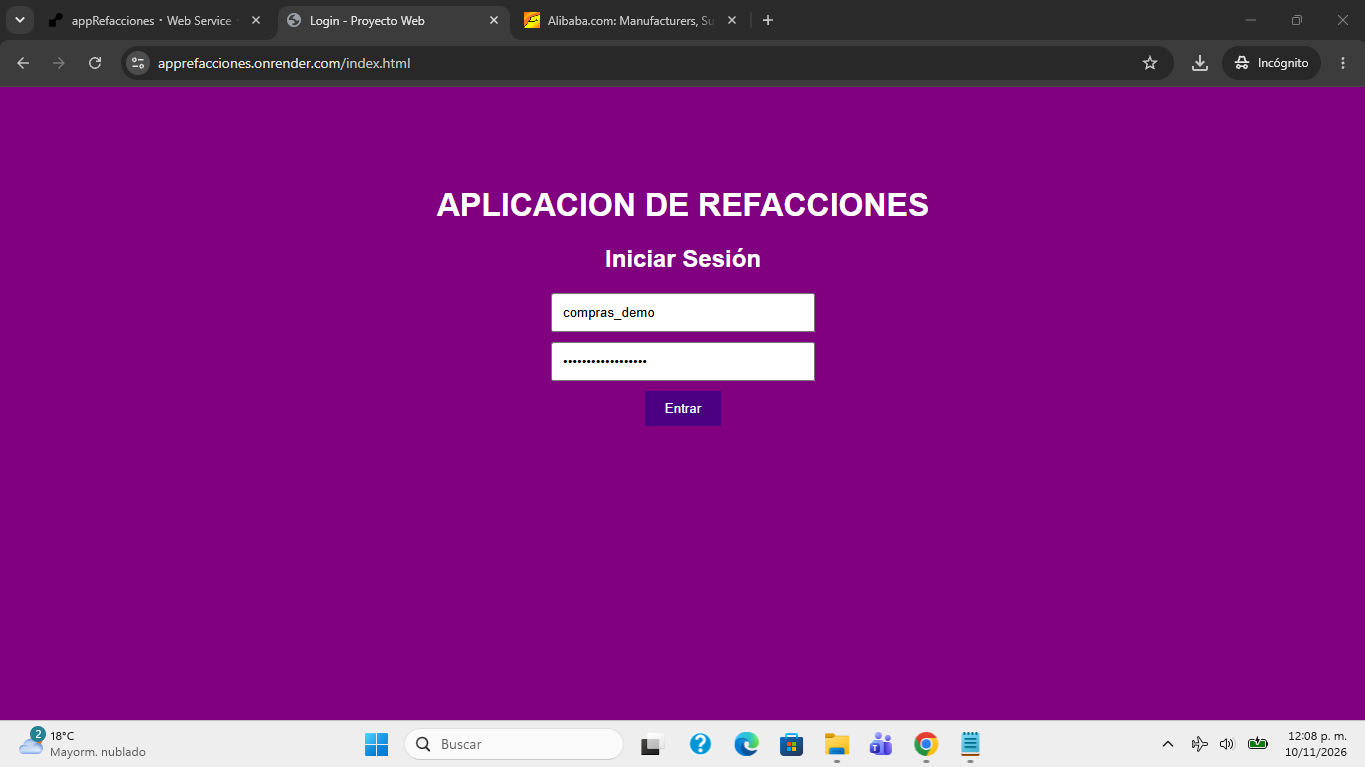 appRefacciones · Web Service
Login - Proyecto Web
Alibaba.com: Manufacturers, Su
apprefacciones.onrender.com/index.html
Incógnito
APLICACION DE REFACCIONES
Iniciar Sesión
compras_demo
••••••••••••••••••
Entrar
2
18°C
Mayorm. nublado
Buscar
12:08 p. m.
10/11/2026